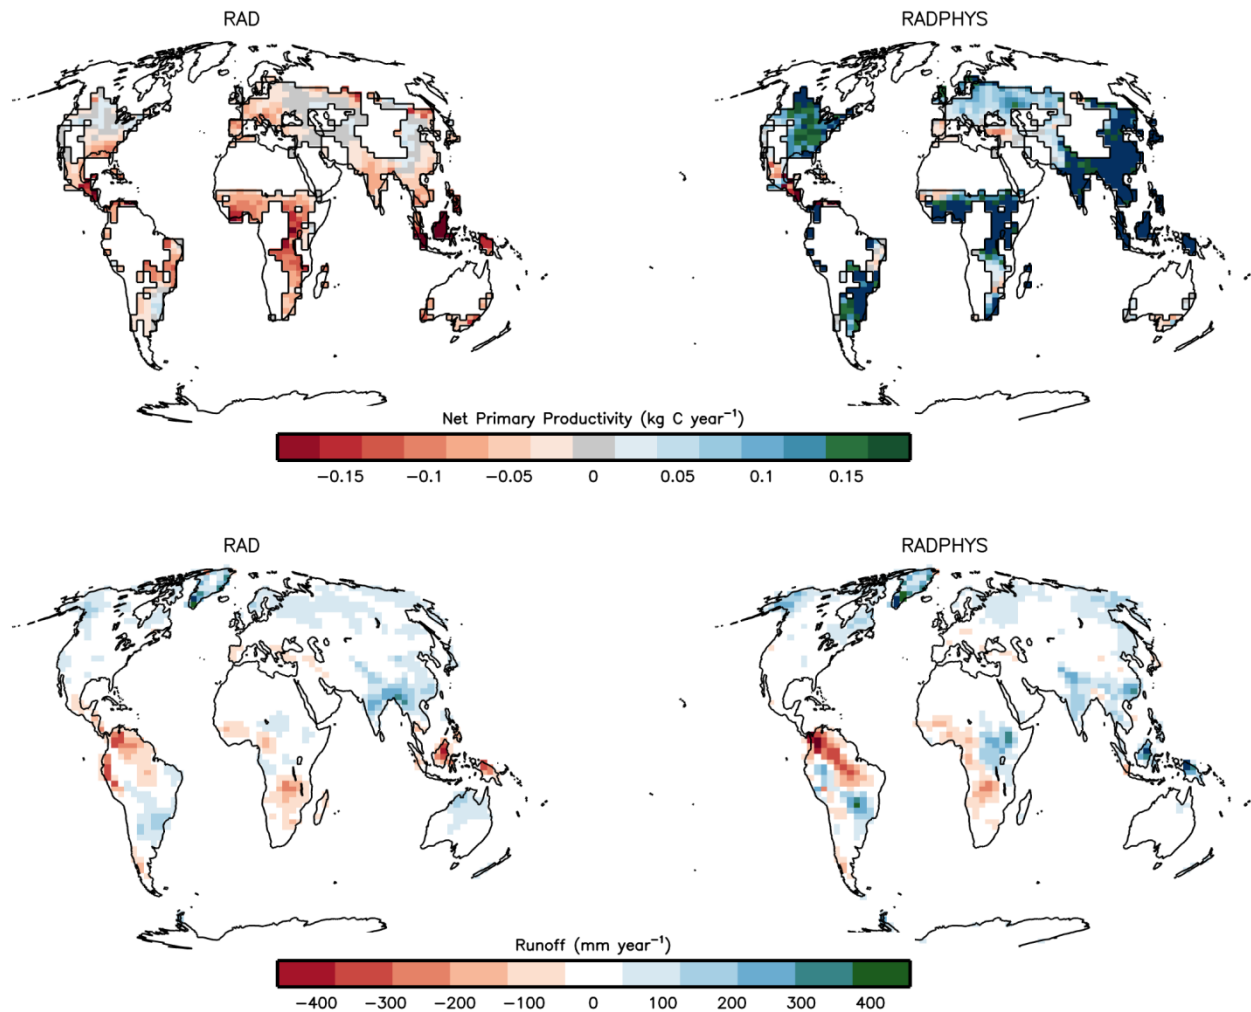 RAD
RADPHYS
Net Primary Productivity (kg C year⁻¹)
−0.15 −0.1 −0.05 0 0.05 0.1 0.15
RAD
RADPHYS
Runoff (mm year⁻¹)
−400 −300 −200 −100 0 100 200 300 400